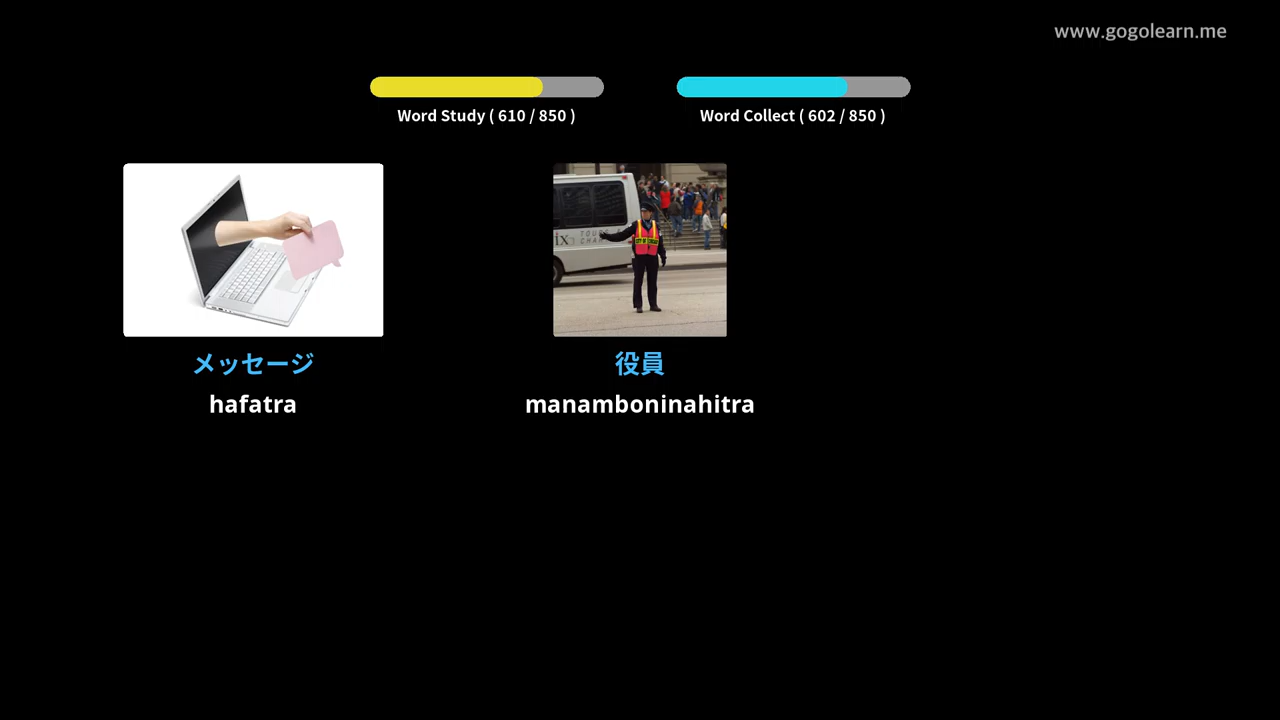 www.gogolearn.me
Word Study ( 610 / 850 )
Word Collect ( 602 / 850 )
メッセージ
役員
hafatra
manamboninahitra